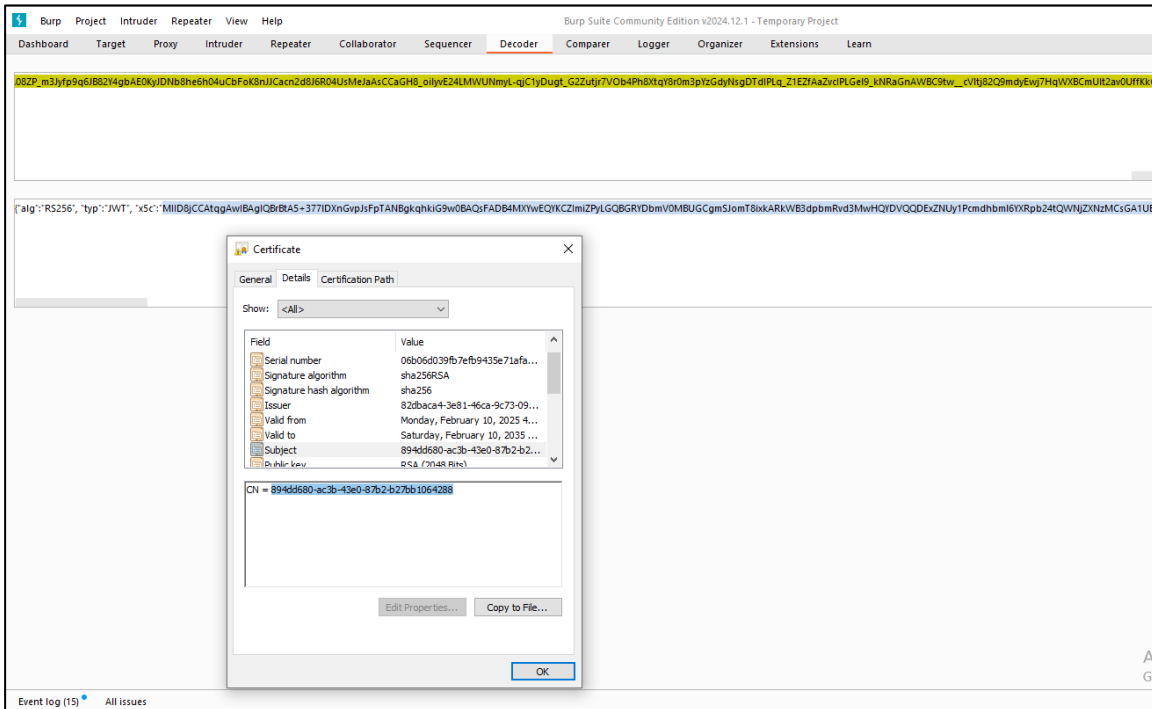 Burp Project Intruder Repeater View Help Burp Suite Community Edition v2024.12.1 - Temporary Project
Dashboard Target Proxy Intruder Repeater Collaborator Sequencer Decoder Comparer Logger Organizer Extensions Learn
08ZP_m3Jyfp9q6JB82Y4gbAE0KyJDNb8he6h04uCbFoK8nJJCacn2d8J6R04UsMeJaAsCCaGH8_oiIyvE24LMWUNmyL-qjC1yDugt_G2Zutjr7VOb4Ph8XtqY8r0m3pYzGdyNsgDTdIPLq_Z1EZfAaZvcIPLGeI9_kNRaGnAWBC9tw__cVItj82Q9mdyEwj7HqWXBCmUIt2av0UffKk
{"alg":"RS256", "typ":"JWT", "x5c":"MIID8jCCAtqgAwIBAgIQBrBtA5+377IDXnGvpJsFpTANBgkqhkiG9w0BAQsFADB4MXYwEQYKCZImiZPyLGQBGRYDbmV0MBUGCgmSJomT8ixkARkWB3dpbmRvd3MwHQYDVQQDExZNUy1Pcmdhbml6YXRpb24tQWNjZXNzMCsGA1UE
Certificate
General Details Certification Path
Show: <All>
Field Value
Serial number 06b06d039fb7efb9435e71afa...
Signature algorithm sha256RSA
Signature hash algorithm sha256
Issuer 82dbaca4-3e81-46ca-9c73-09...
Valid from Monday, February 10, 2025 4...
Valid to Saturday, February 10, 2035 ...
Subject 894dd680-ac3b-43e0-87b2-b2...
Public key RSA (2048 Bits)
CN = 894dd680-ac3b-43e0-87b2-b27bb1064288
Edit Properties... Copy to File...
OK
A
G
Event log (15) All issues